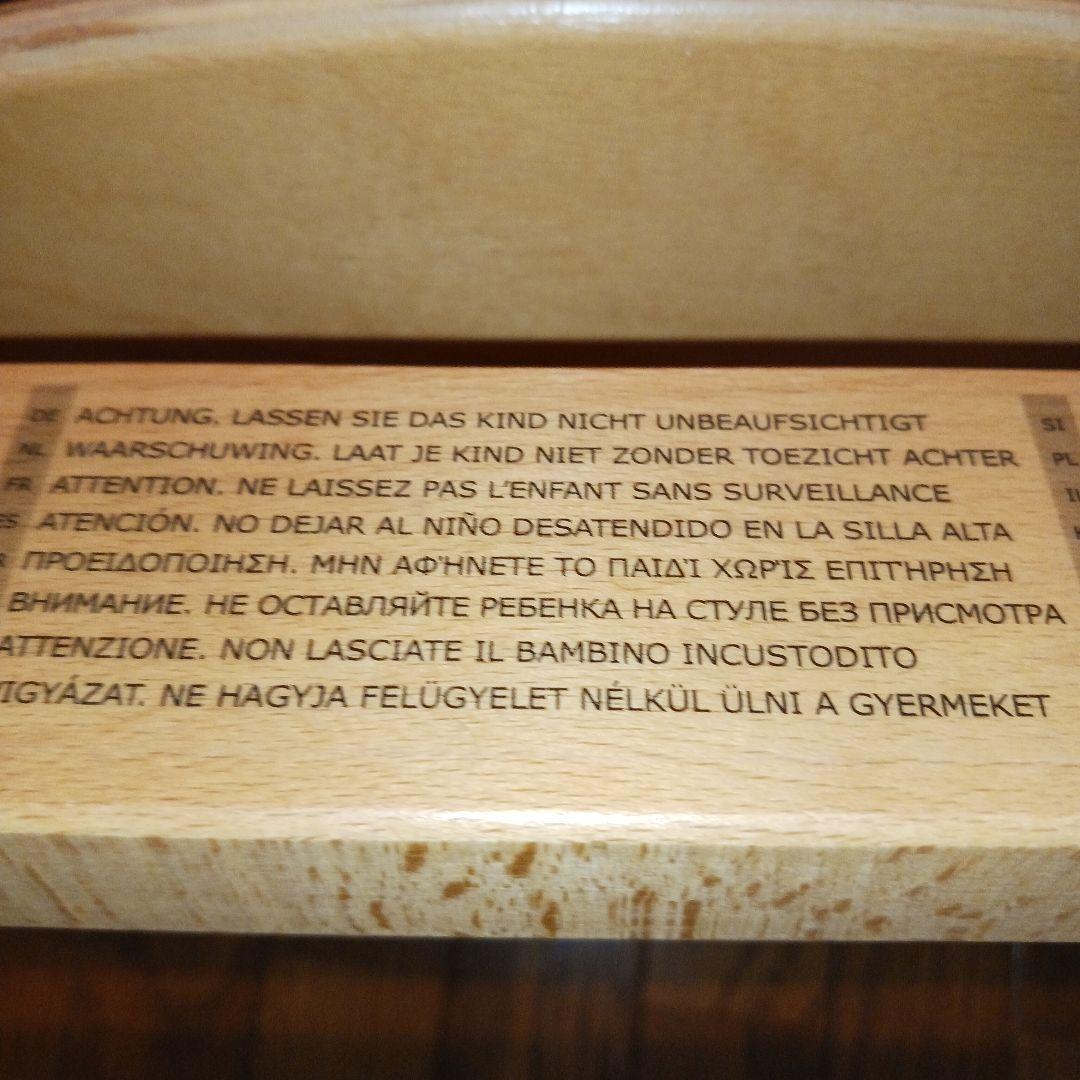 DE ACHTUNG. LASSEN SIE DAS KIND NICHT UNBEAUFSICHTIGT
NL WAARSCHUWING. LAAT JE KIND NIET ZONDER TOEZICHT ACHTER
FR ATTENTION. NE LAISSEZ PAS L'ENFANT SANS SURVEILLANCE
ES ATENCIÓN. NO DEJAR AL NIÑO DESATENDIDO EN LA SILLA ALTA
ΠΡΟΕΙΔΟΠΟΙΗΣΗ. ΜΗΝ ΑΦΉΝΕΤΕ ΤΟ ΠΑΙΔΊ ΧΩΡΊΣ ΕΠΙΤΉΡΗΣΗ
ВНИМАНИЕ. НЕ ОСТАВЛЯЙТЕ РЕБЕНКА НА СТУЛЕ БЕЗ ПРИСМОТРА
ATTENZIONE. NON LASCIATE IL BAMBINO INCUSTODITO
VIGYÁZAT. NE HAGYJA FELÜGYELET NÉLKÜL ÜLNI A GYERMEKET
SI
PL